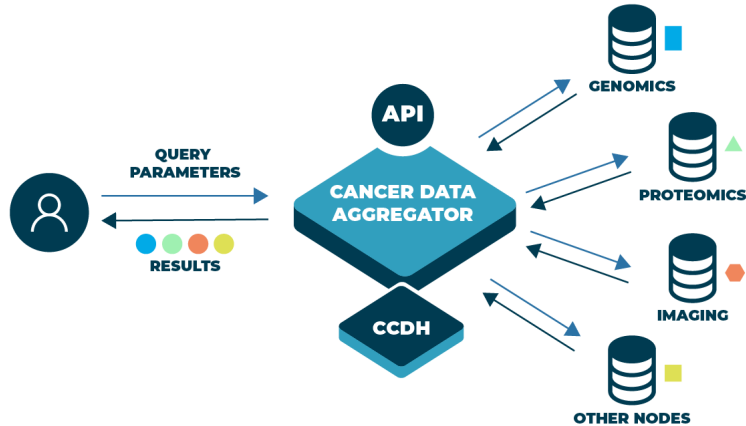 QUERY
PARAMETERS
RESULTS
API
CANCER DATA
AGGREGATOR
CCDH
GENOMICS
PROTEOMICS
IMAGING
OTHER NODES